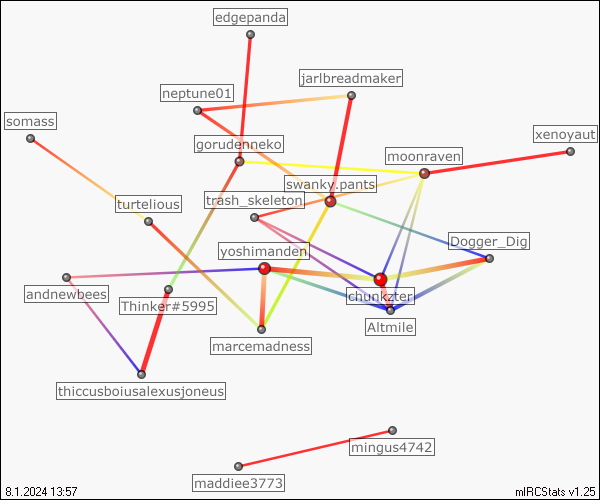 edgepanda
jarlbreadmaker
neptune01
somass
xenoyaut
gorudenneko
moonraven
swanky.pants
trash_skeleton
turtelious
Dogger_Dig
yoshimanden
andnewbees
chunkzter
Thinker#5995
Altmile
marcemadness
thiccusboiusalexusjoneus
mingus4742
maddiee3773
8.1.2024 13:57
mIRCStats v1.25